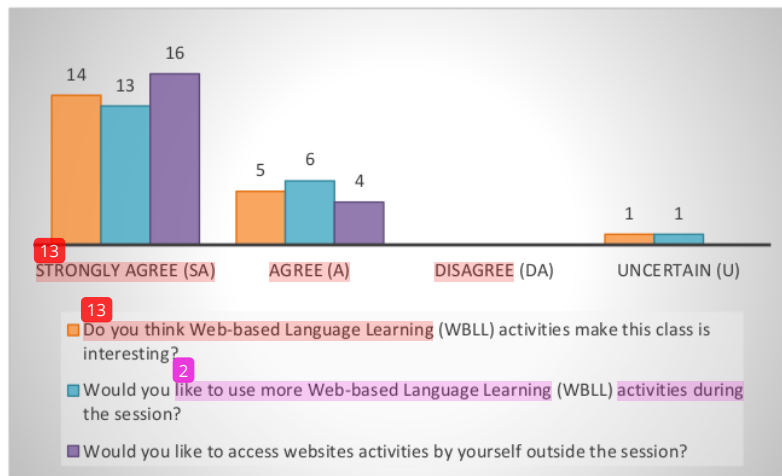 16
14
13
6
5
4
1 1
13
STRONGLY AGREE (SA) AGREE (A) DISAGREE (DA) UNCERTAIN (U)
13
Do you think Web-based Language Learning (WBLL) activities make this class is
interesting?
2
Would you like to use more Web-based Language Learning (WBLL) activities during
the session?
Would you like to access websites activities by yourself outside the session?